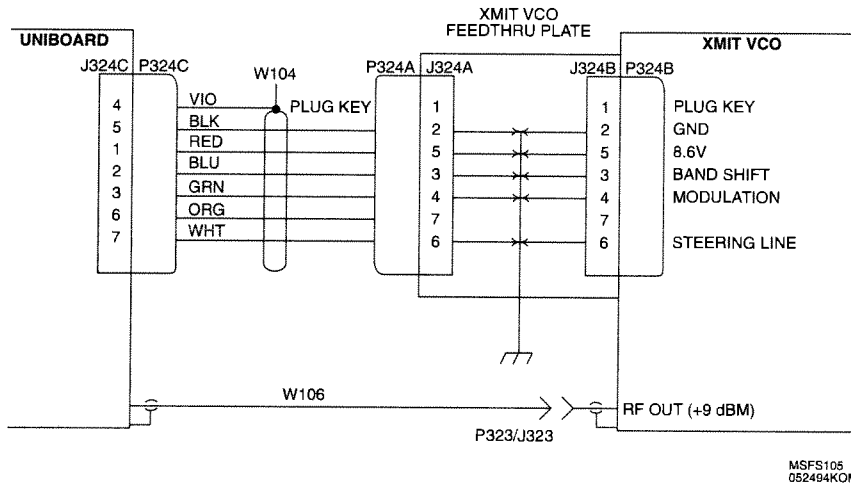 XMIT VCO
FEEDTHRU PLATE
UNIBOARD
XMIT VCO
J324C P324C
W104
P324A J324A
J324B P324B
4 VIO PLUG KEY 1 1 PLUG KEY
5 BLK 2 2 GND
1 RED 5 5 8.6V
2 BLU 3 3 BAND SHIFT
3 GRN 4 4 MODULATION
6 ORG 7 7
7 WHT 6 6 STEERING LINE
W106
RF OUT (+9 dBM)
P323/J323
MSFS105